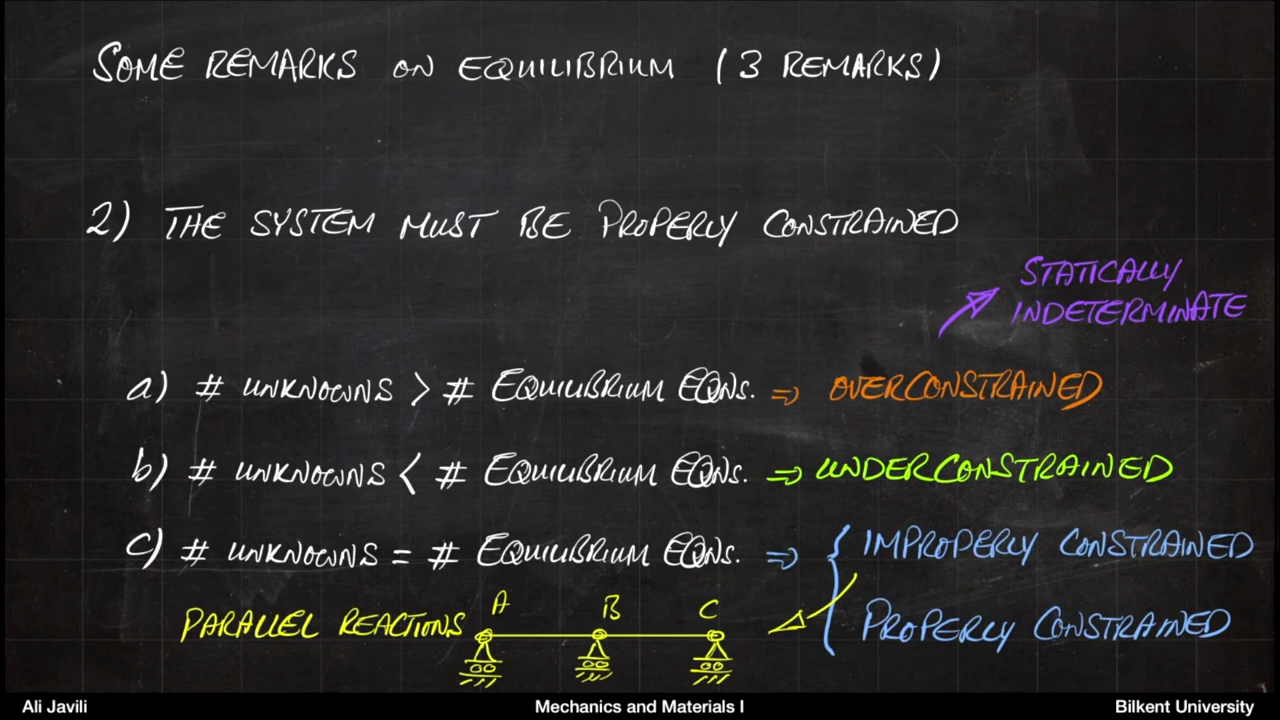 SOME REMARKS ON EQUILIBRIUM (3 REMARKS)
2) THE SYSTEM MUST BE PROPERLY CONSTRAINED
STATICALLY
INDETERMINATE
a) # UNKNOWNS > # EQUILIBRIUM EQNS. ⇒ OVERCONSTRAINED
b) # UNKNOWNS < # EQUILIBRIUM EQNS. ⇒ UNDERCONSTRAINED
c) # UNKNOWNS = # EQUILIBRIUM EQNS. ⇒ { IMPROPERLY CONSTRAINED
PROPERLY CONSTRAINED
PARALLEL REACTIONS A B C
Ali Javili Mechanics and Materials I Bilkent University